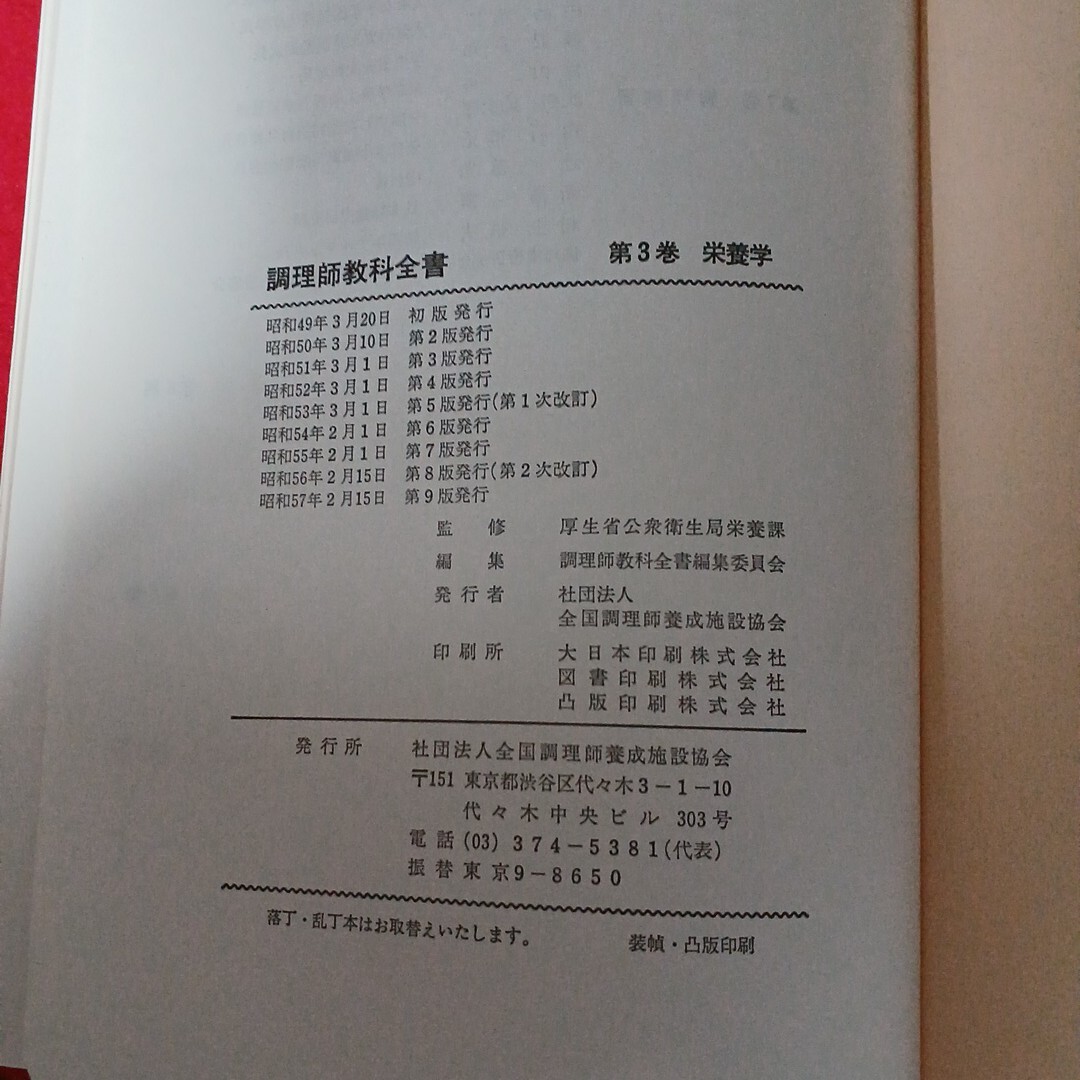 調理師教科全書 第3巻 栄養学
昭和49年3月20日 初版発行
昭和50年3月10日 第2版発行
昭和51年3月1日 第3版発行
昭和52年3月1日 第4版発行
昭和53年3月1日 第5版発行(第1次改訂)
昭和54年2月1日 第6版発行
昭和55年2月1日 第7版発行
昭和56年2月15日 第8版発行(第2次改訂)
昭和57年2月15日 第9版発行
監修 厚生省公衆衛生局栄養課
編集 調理師教科全書編集委員会
発行者 社団法人
全国調理師養成施設協会
印刷所 大日本印刷株式会社
図書印刷株式会社
凸版印刷株式会社
発行所 社団法人全国調理師養成施設協会
〒151 東京都渋谷区代々木3-1-10
代々木中央ビル 303号
電話(03)374-5381(代表)
振替東京9-8650
落丁・乱丁本はお取替えいたします。 装幀・凸版印刷